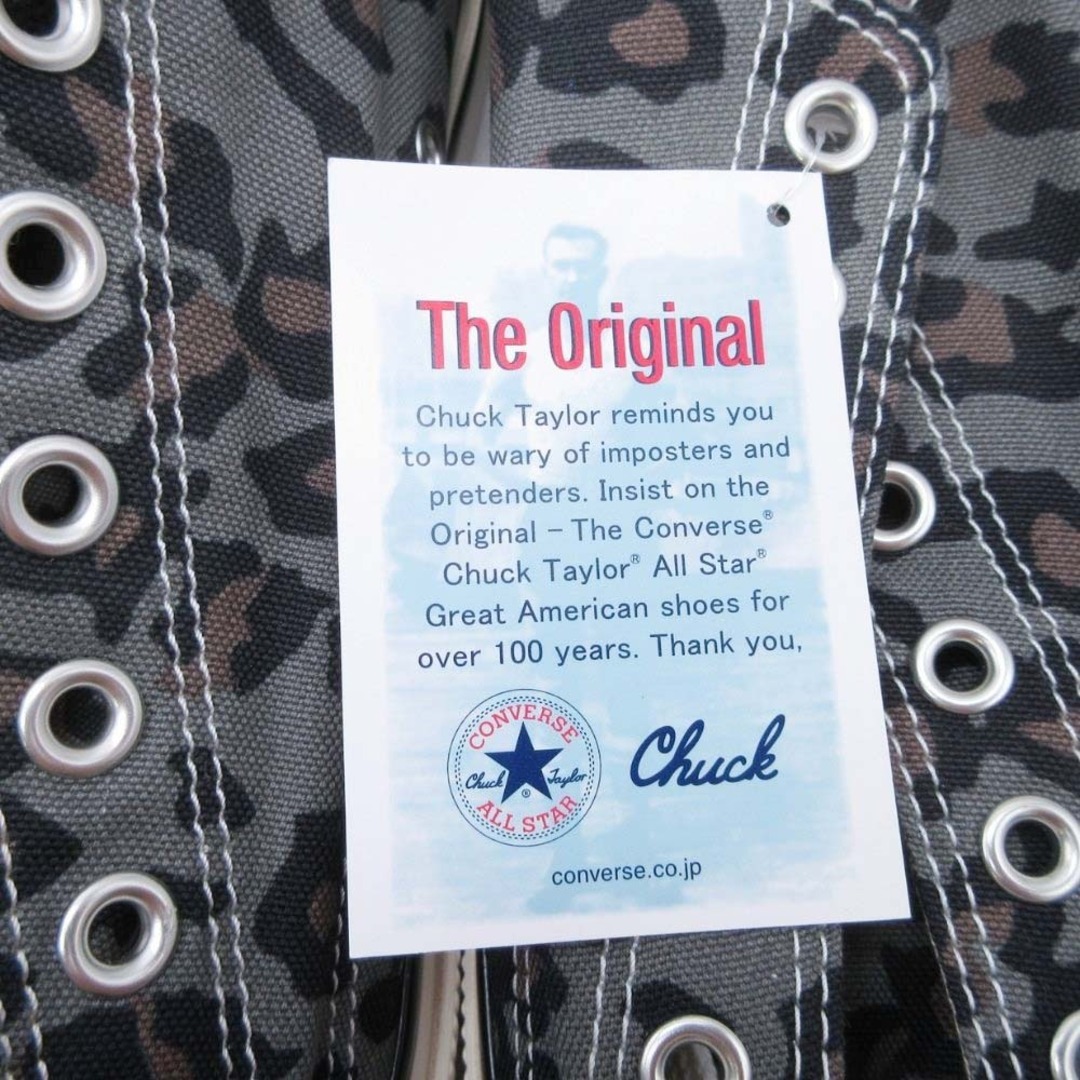 The Original
Chuck Taylor reminds you
to be wary of imposters and
pretenders. Insist on the
Original – The Converse®
Chuck Taylor® All Star®
Great American shoes for
over 100 years. Thank you,
CONVERSE
Chuck Taylor
®
ALL STAR
Chuck
converse.co.jp